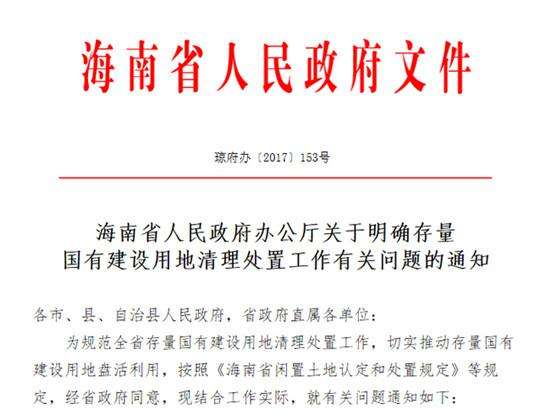 海南省人民政府文件
琼府办〔2017〕153号
海南省人民政府办公厅关于明确存量
国有建设用地清理处置工作有关问题的通知
各市、县、自治县人民政府，省政府直属各单位：
为规范全省存量国有建设用地清理处置工作，切实推动存量国有
建设用地盘活利用，按照《海南省闲置土地认定和处置规定》等规
定，经省政府同意，现结合工作实际，就有关问题通知如下：